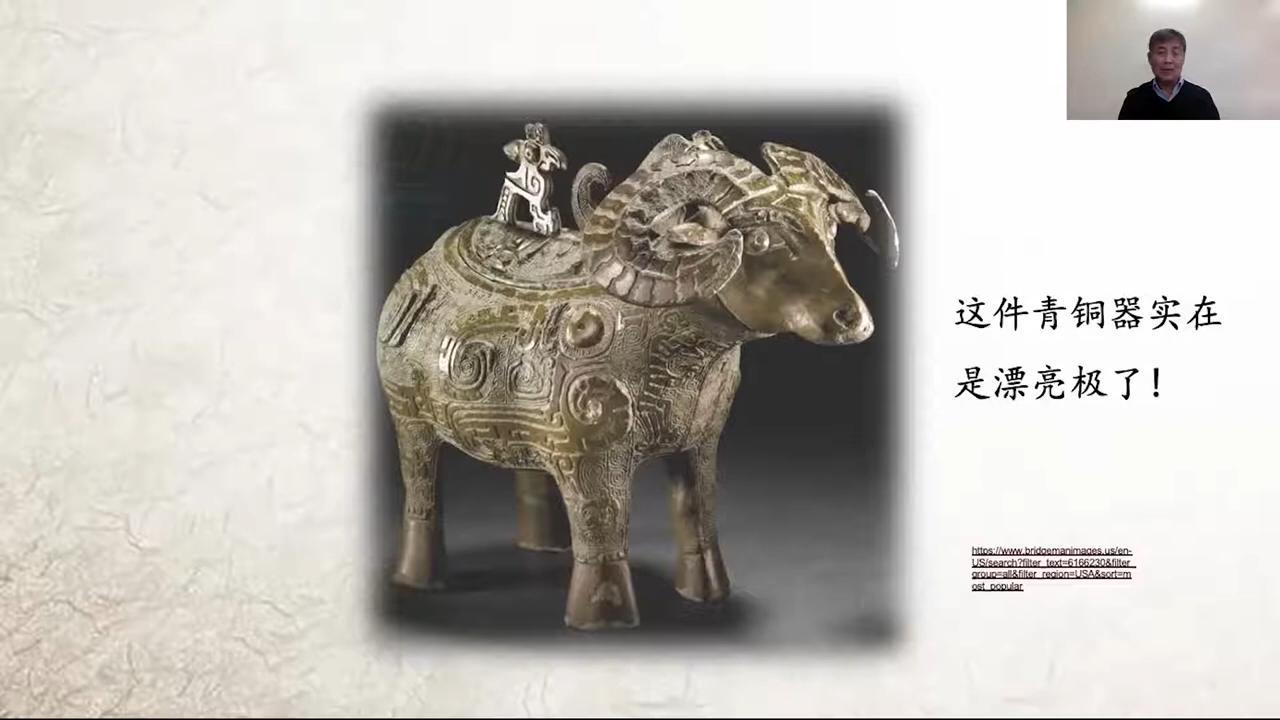 这件青铜器实在
是漂亮极了！
https://www.bridgemanimages.us/en-
US/search?filter_text=6166230&filter_
group=all&filter_region=USA&sort=m
ost_popular